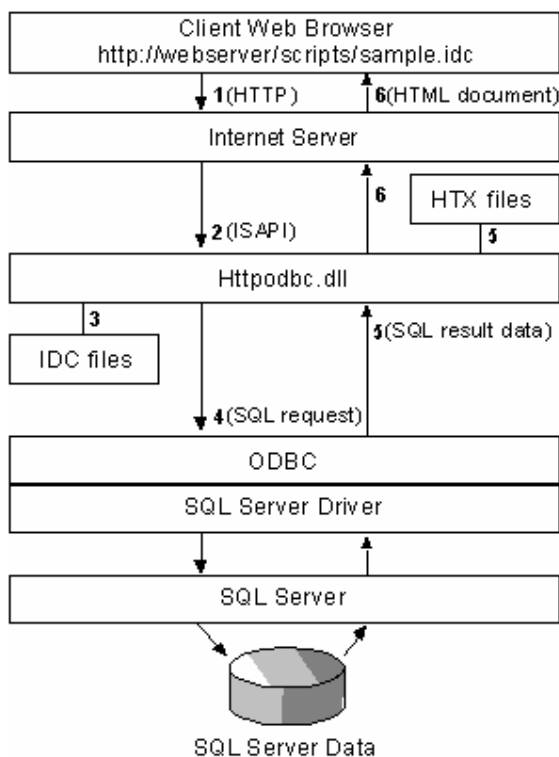 Client Web Browser
http://webserver/scripts/sample.idc
1(HTTP)
6(HTML document)
Internet Server
6
HTX files
2(ISAPI)
5
Httpodbc.dll
3
5(SQL result data)
IDC files
4(SQL request)
ODBC
SQL Server Driver
SQL Server
SQL Server Data